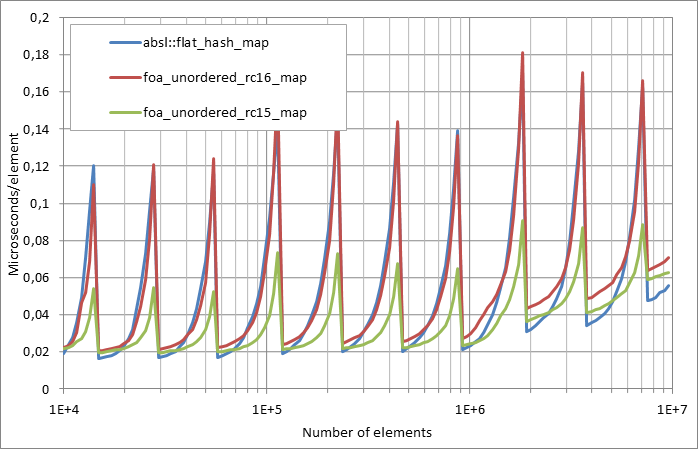 0,2
0,18
0,16
0,14
0,12
0,1
0,08
0,06
0,04
0,02
0
Microseconds/element
absl::flat_hash_map
foa_unordered_rc16_map
foa_unordered_rc15_map
1E+4
1E+5
1E+6
1E+7
Number of elements